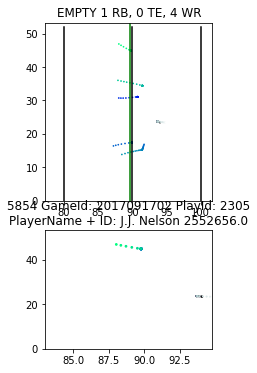 EMPTY 1 RB, 0 TE, 4 WR
50
40
30
20
10
0
80 85 90 95 100
5854 GameId: 2017091702 PlayId: 2305
PlayerName + ID: J.J. Nelson 2552656.0
40
20
0
85.0 87.5 90.0 92.5